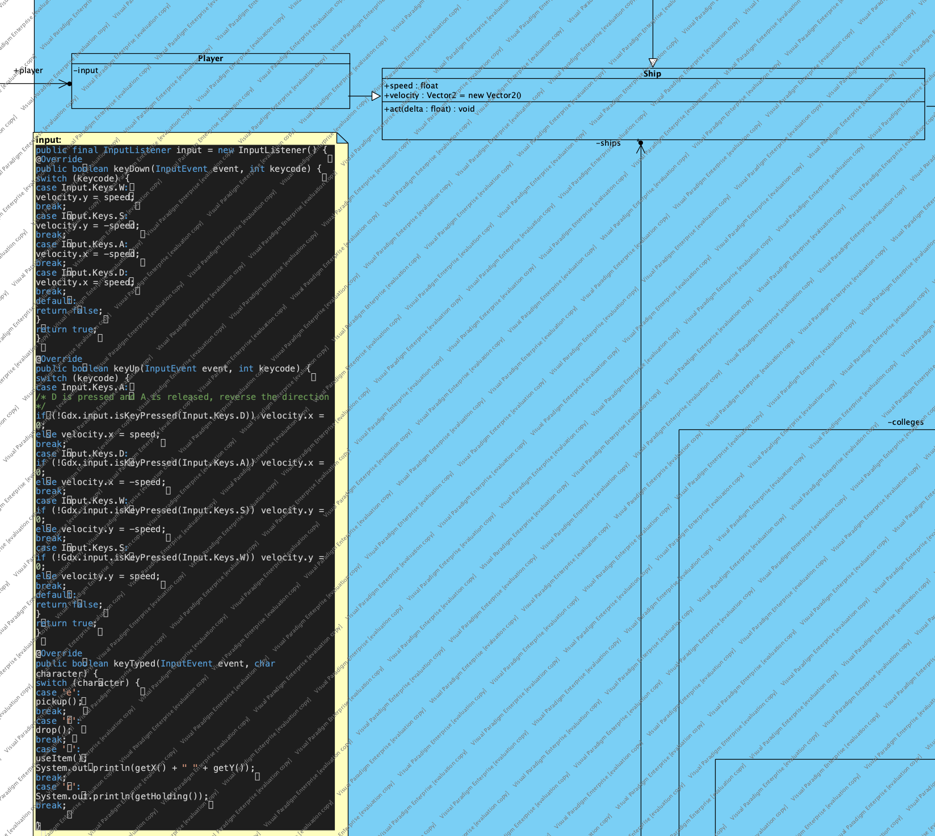 Player
-input
+player
Ship
+speed : float
+velocity : Vector2 = new Vector2()
+act(delta : float) : void
-ships
-colleges
input:
public final InputListener input = new InputListener() {
@Override
public boolean keyDown(InputEvent event, int keycode) {
switch (keycode) {
case Input.Keys.W:
velocity.y = speed;
break;
case Input.Keys.S:
velocity.y = -speed;
break;
case Input.Keys.A:
velocity.x = -speed;
break;
case Input.Keys.D:
velocity.x = speed;
break;
default:
return false;
}
return true;
}
@Override
public boolean keyUp(InputEvent event, int keycode) {
switch (keycode) {
case Input.Keys.A:
/* D is pressed and A is released, reverse the direction
*/
if (!Gdx.input.isKeyPressed(Input.Keys.D)) velocity.x =
0;
else velocity.x = speed;
break;
case Input.Keys.D:
if (!Gdx.input.isKeyPressed(Input.Keys.A)) velocity.x =
0;
else velocity.x = -speed;
break;
case Input.Keys.W:
if (!Gdx.input.isKeyPressed(Input.Keys.S)) velocity.y =
0;
else velocity.y = -speed;
break;
case Input.Keys.S:
if (!Gdx.input.isKeyPressed(Input.Keys.W)) velocity.y =
0;
else velocity.y = speed;
break;
default:
return false;
}
return true;
}
@Override
public boolean keyTyped(InputEvent event, char
character) {
switch (character) {
case 'e':
pickup();
break;
case
drop();
break;
case
useItem();
System.out.println(getX() + " " + getY());
break;
case
System.out.println(getHolding());
break;
}
Visual Paradigm Enterprise [evaluation copy]